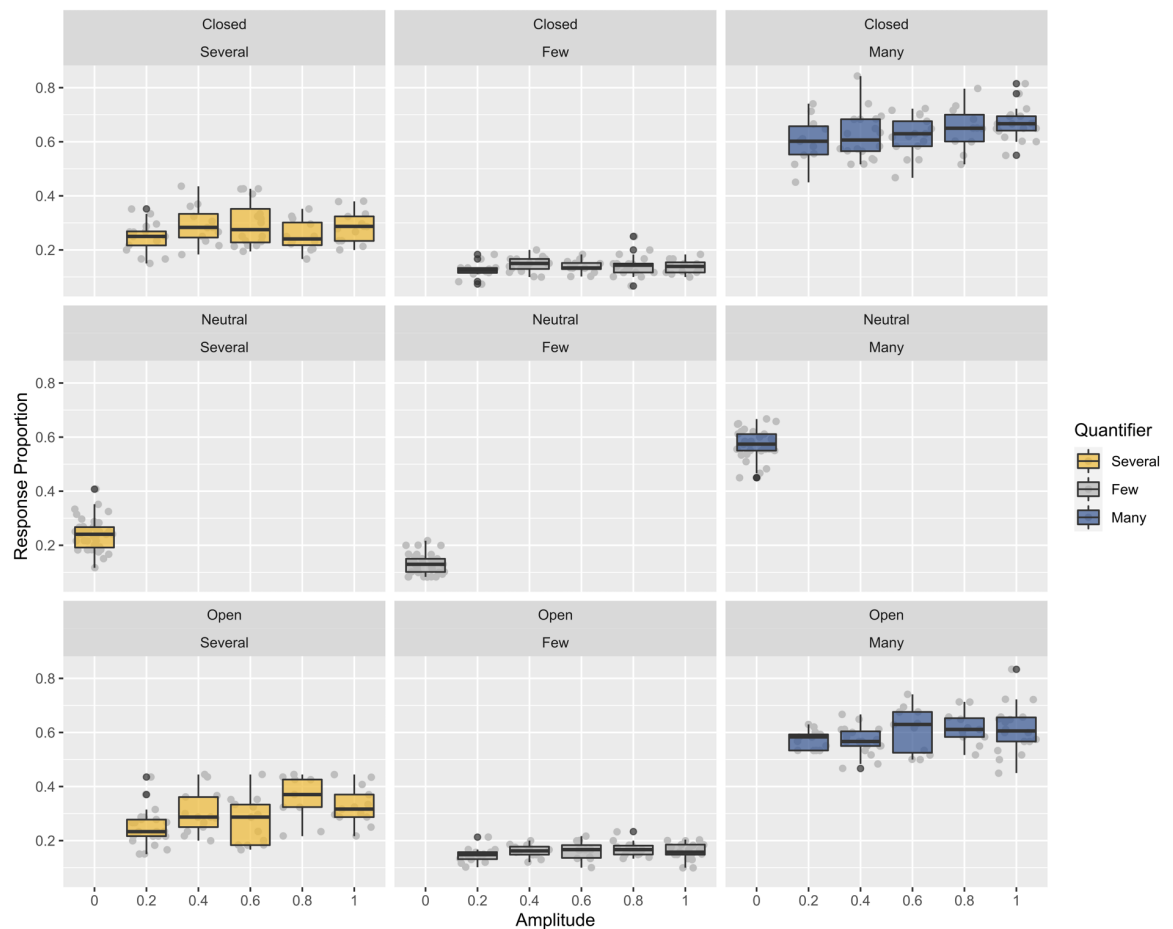 Closed Closed Closed
Several Few Many
0.8
0.6
0.4
0.2
Neutral Neutral Neutral
Several Few Many
0.8
0.6
0.4
0.2
Response Proportion
Quantifier
Several
Few
Many
Open Open Open
Several Few Many
0.8
0.6
0.4
0.2
0 0.2 0.4 0.6 0.8 1 0 0.2 0.4 0.6 0.8 1 0 0.2 0.4 0.6 0.8 1
Amplitude